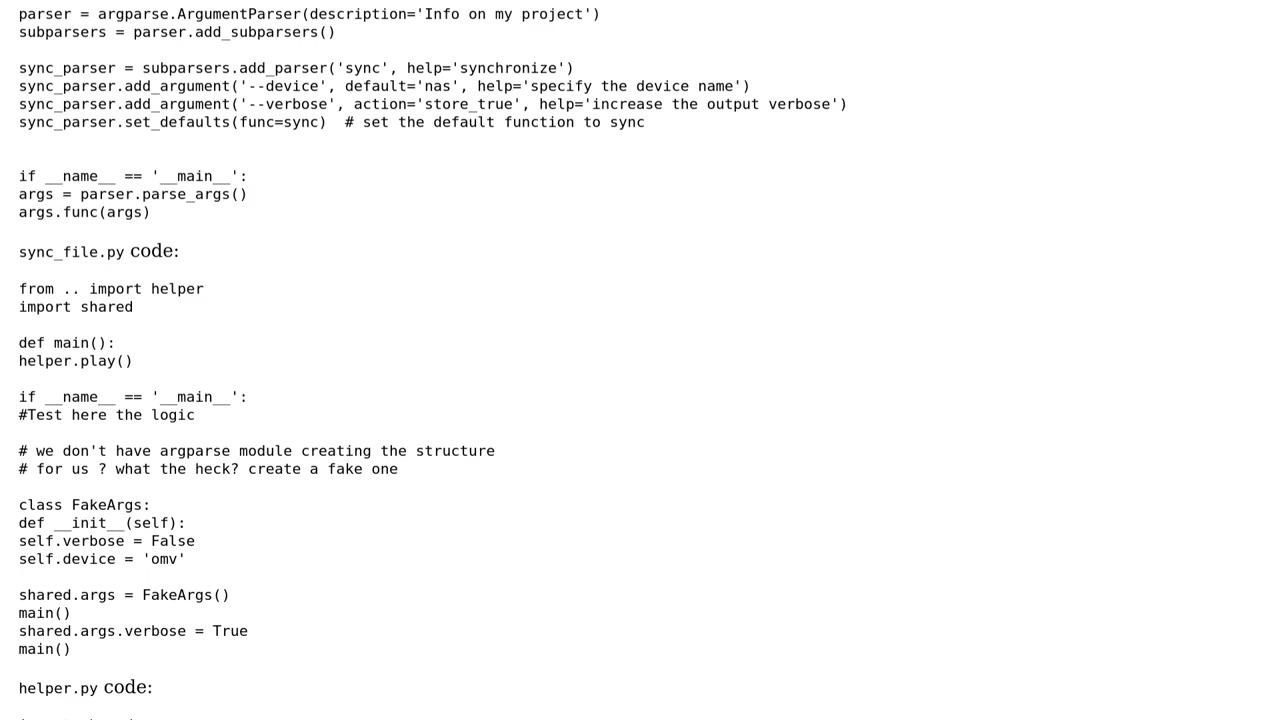 parser = argparse.ArgumentParser(description='Info on my project')
subparsers = parser.add_subparsers()
sync_parser = subparsers.add_parser('sync', help='synchronize')
sync_parser.add_argument('--device', default='nas', help='specify the device name')
sync_parser.add_argument('--verbose', action='store_true', help='increase the output verbose')
sync_parser.set_defaults(func=sync)  # set the default function to sync
if __name__ == '__main__':
args = parser.parse_args()
args.func(args)
sync_file.py code:
from .. import helper
import shared
def main():
helper.play()
if __name__ == '__main__':
#Test here the logic
# we don't have argparse module creating the structure
# for us ? what the heck? create a fake one
class FakeArgs:
def __init__(self):
self.verbose = False
self.device = 'omv'
shared.args = FakeArgs()
main()
shared.args.verbose = True
main()
helper.py code: